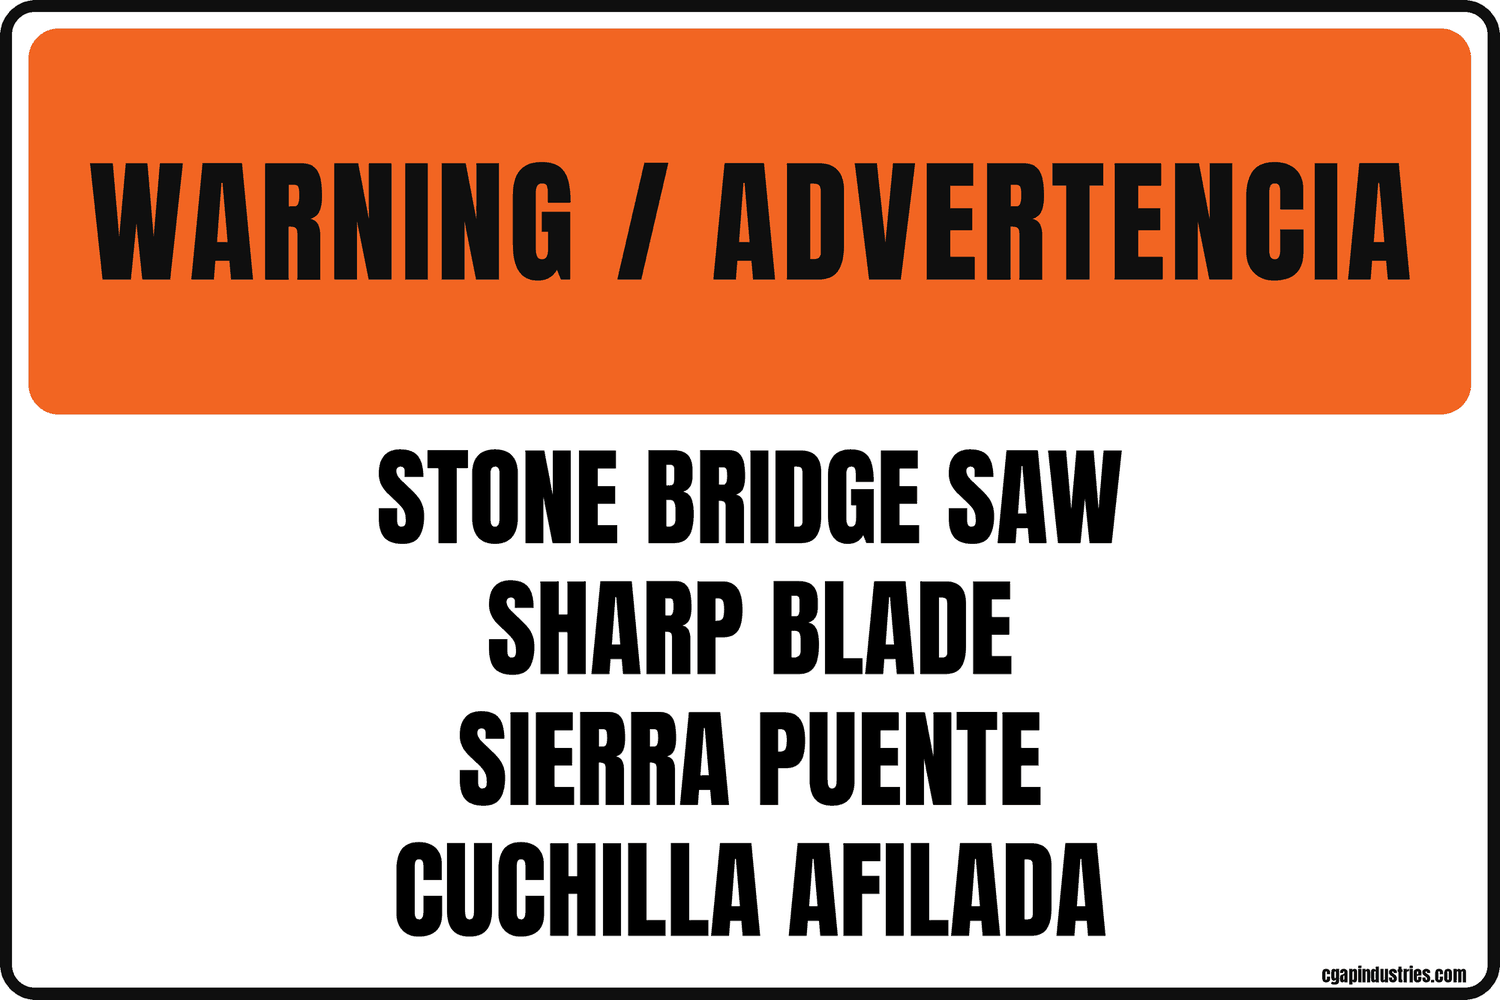 WARNING / ADVERTENCIA
STONE BRIDGE SAW
SHARP BLADE
SIERRA PUENTE
CUCHILLA AFILADA
cgapindustries.com